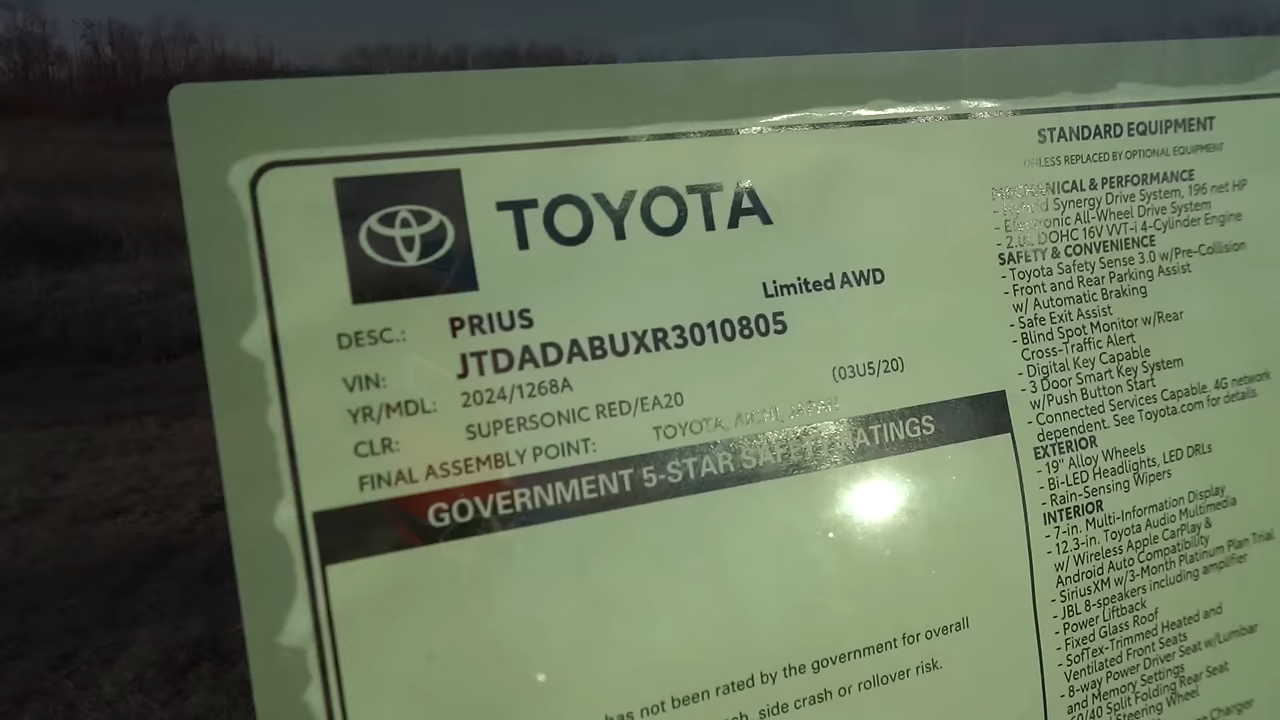 TOYOTA
DESC.: PRIUS Limited AWD
VIN: JTDADABUXR3010805
YR/MDL: 2024/1268A
CLR: SUPERSONIC RED/EA20 (03U5/20)
FINAL ASSEMBLY POINT: TOYOTA, AICHI, JAPAN
GOVERNMENT 5-STAR SAFETY RATINGS
has not been rated by the government for overall
side crash or rollover risk.
STANDARD EQUIPMENT
UNLESS REPLACED BY OPTIONAL EQUIPMENT
MECHANICAL & PERFORMANCE
- Hybrid Synergy Drive System, 196 net HP
- Electronic All-Wheel Drive System
- 2.0L DOHC 16V VVT-i 4-Cylinder Engine
SAFETY & CONVENIENCE
- Toyota Safety Sense 3.0 w/Pre-Collision
- Front and Rear Parking Assist
w/ Automatic Braking
- Safe Exit Assist
- Blind Spot Monitor w/Rear
Cross-Traffic Alert
- Digital Key Capable
- 3 Door Smart Key System
w/Push Button Start
- Connected Services Capable. 4G network
dependent. See Toyota.com for details.
EXTERIOR
- 19" Alloy Wheels
- Bi-LED Headlights, LED DRLs
- Rain-Sensing Wipers
INTERIOR
- 7-in. Multi-Information Display
- 12.3-in. Toyota Audio Multimedia
w/ Wireless Apple CarPlay &
Android Auto Compatibility
- SiriusXM w/3-Month Platinum Plan Trial
- JBL 8-speakers including amplifier
- Power Liftback
- Fixed Glass Roof
- SofTex-Trimmed Heated and
Ventilated Front Seats
- 8-way Power Driver Seat w/Lumbar
and Memory Settings
60/40 Split Folding Rear Seat
Steering Wheel
Charger